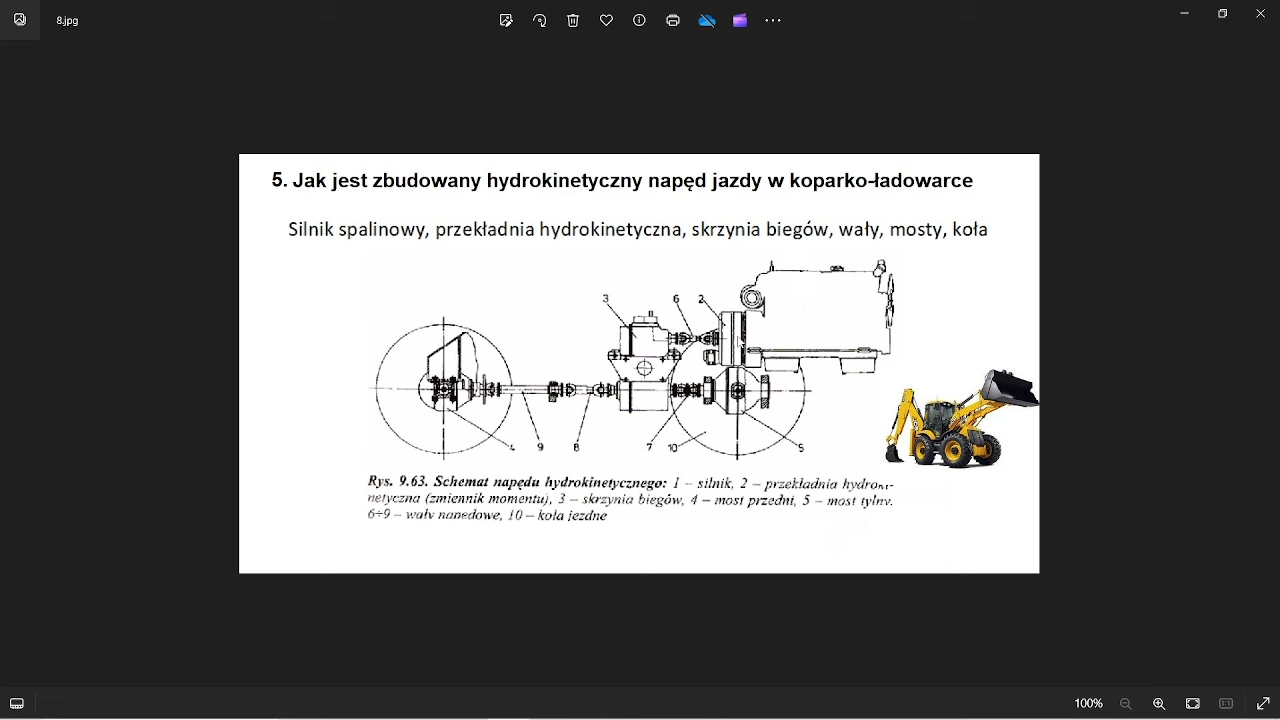 8.jpg
5. Jak jest zbudowany hydrokinetyczny napęd jazdy w koparko-ładowarce
Silnik spalinowy, przekładnia hydrokinetyczna, skrzynia biegów, wały, mosty, koła
3 6 2
4 9 8 7 10 5
Rys. 9.63. Schemat napędu hydrokinetycznego: 1 – silnik, 2 – przekładnia hydroki-
netyczna (zmiennik momentu), 3 – skrzynia biegów, 4 – most przedni, 5 – most tylny.
6÷9 – wały napędowe, 10 – koła jezdne
100%